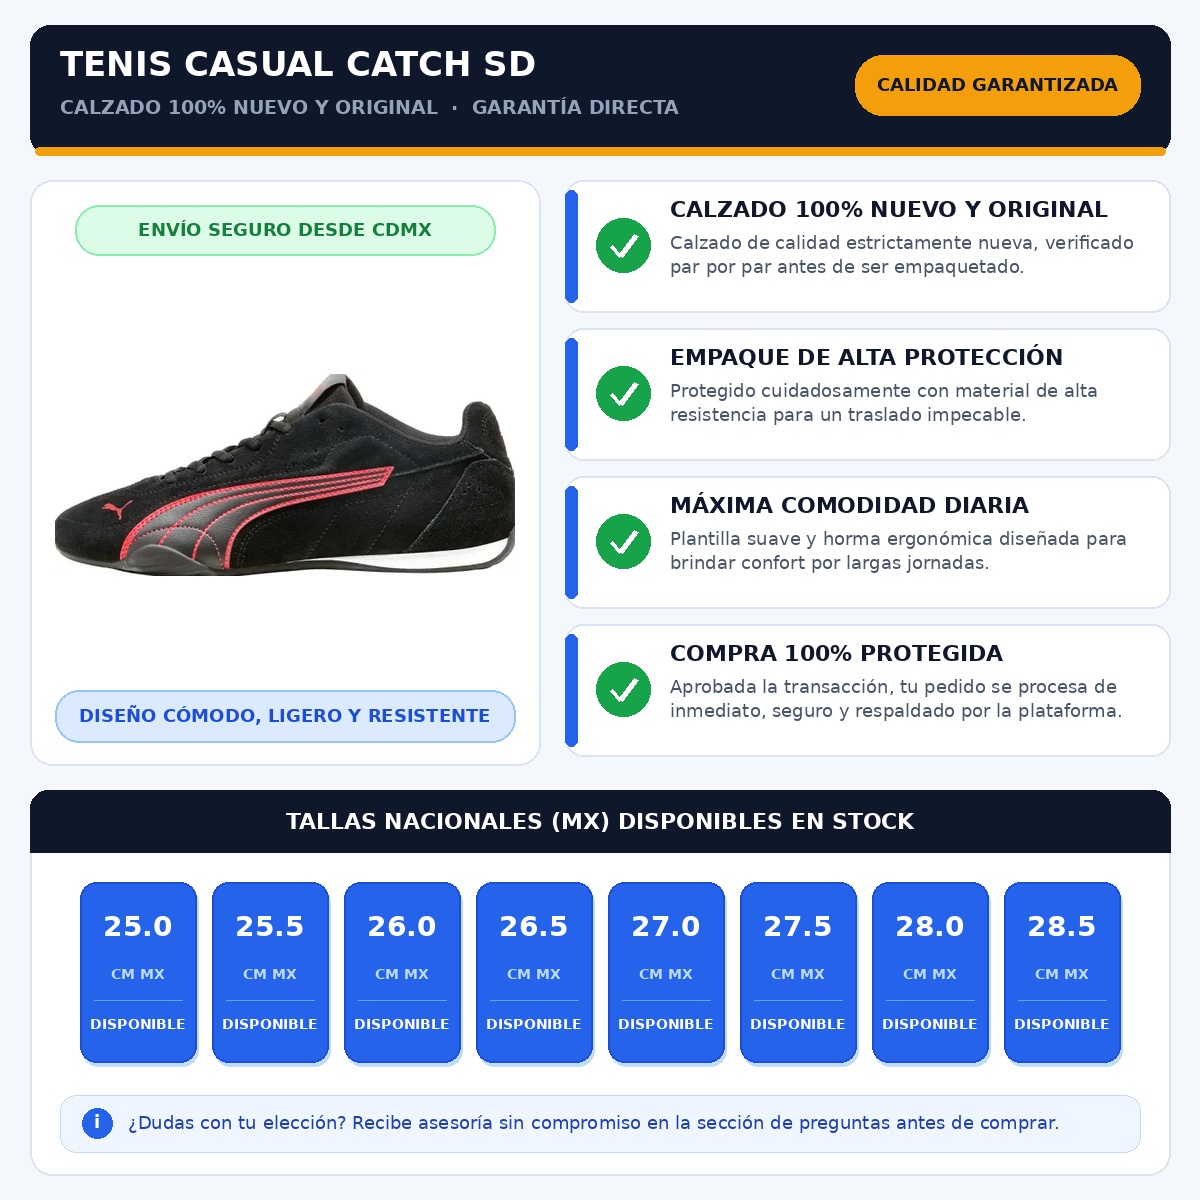 TENIS CASUAL CATCH SD
CALZADO 100% NUEVO Y ORIGINAL · GARANTÍA DIRECTA
CALIDAD GARANTIZADA
ENVÍO SEGURO DESDE CDMX
DISEÑO CÓMODO, LIGERO Y RESISTENTE
CALZADO 100% NUEVO Y ORIGINAL
Calzado de calidad estrictamente nueva, verificado
par por par antes de ser empaquetado.
EMPAQUE DE ALTA PROTECCIÓN
Protegido cuidadosamente con material de alta
resistencia para un traslado impecable.
MÁXIMA COMODIDAD DIARIA
Plantilla suave y horma ergonómica diseñada para
brindar confort por largas jornadas.
COMPRA 100% PROTEGIDA
Aprobada la transacción, tu pedido se procesa de
inmediato, seguro y respaldado por la plataforma.
TALLAS NACIONALES (MX) DISPONIBLES EN STOCK
25.0 25.5 26.0 26.5 27.0 27.5 28.0 28.5
CM MX CM MX CM MX CM MX CM MX CM MX CM MX CM MX
DISPONIBLE DISPONIBLE DISPONIBLE DISPONIBLE DISPONIBLE DISPONIBLE DISPONIBLE DISPONIBLE
i ¿Dudas con tu elección? Recibe asesoría sin compromiso en la sección de preguntas antes de comprar.